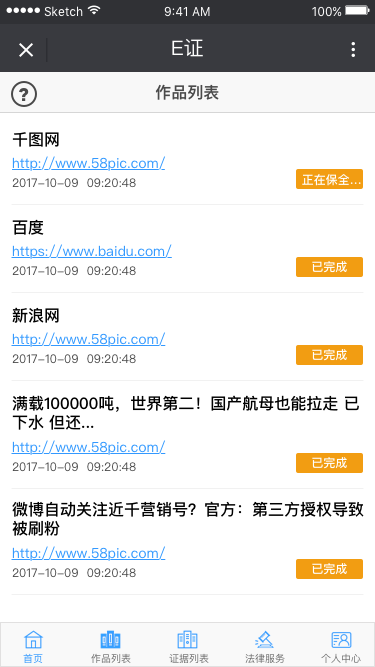 Sketch 9:41 AM 100%
E证
?
作品列表
千图网
http://www.58pic.com/
2017-10-09 09:20:48
正在保全...
百度
https://www.baidu.com/
2017-10-09 09:20:48
已完成
新浪网
http://www.58pic.com/
2017-10-09 09:20:48
已完成
满载100000吨，世界第二！国产航母也能拉走 已
下水 但还...
http://www.58pic.com/
2017-10-09 09:20:48
已完成
微博自动关注近千营销号？官方：第三方授权导致
被刷粉
http://www.58pic.com/
2017-10-09 09:20:48
已完成
首页 作品列表 证据列表 法律服务 个人中心